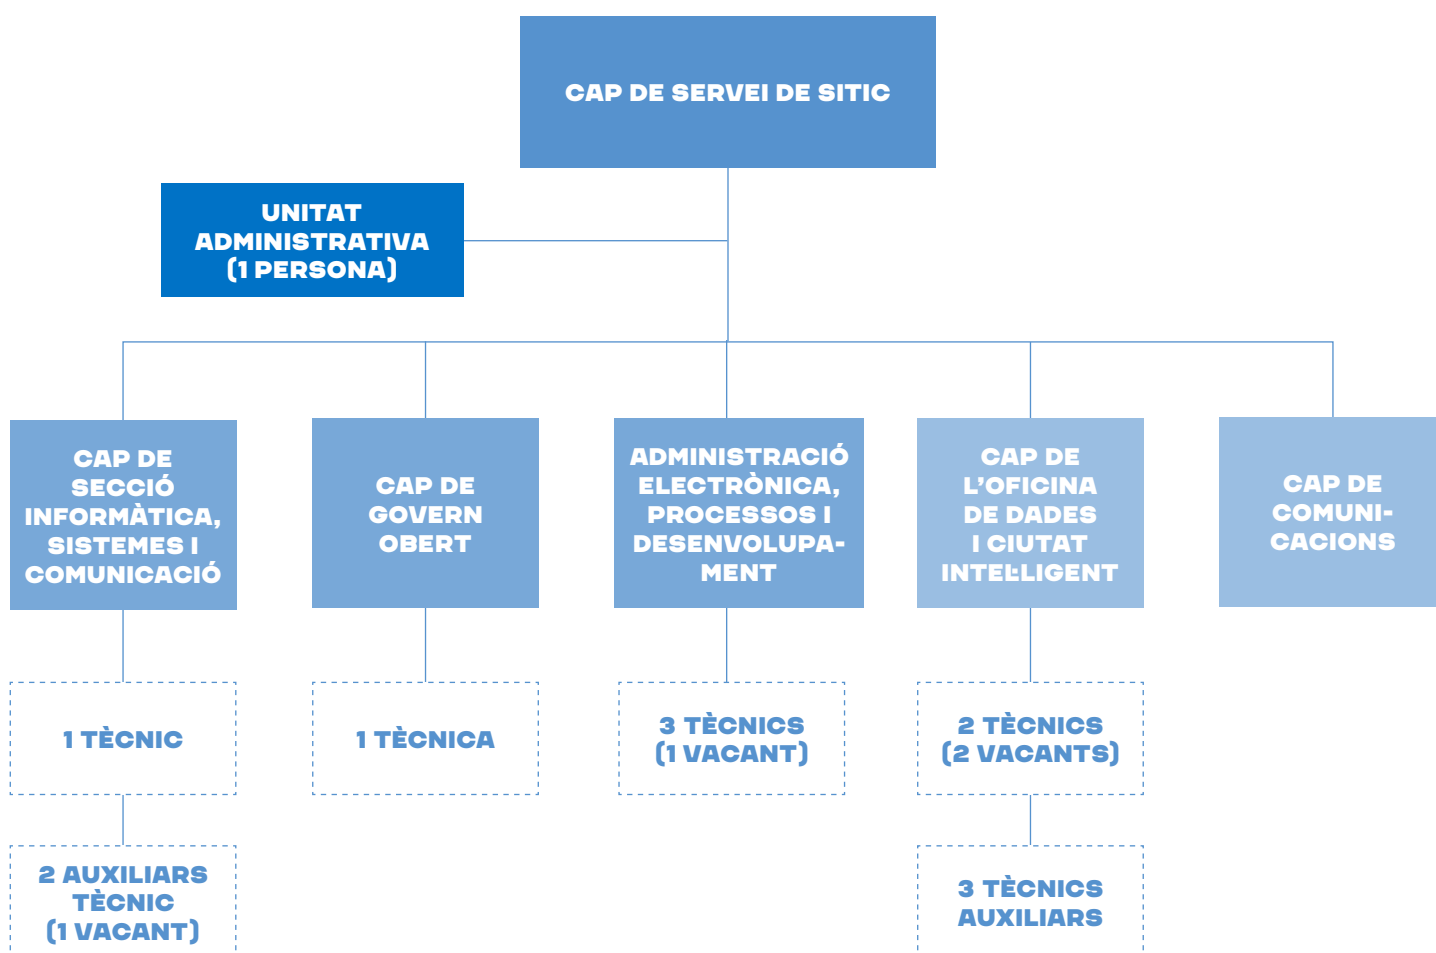 CAP DE SERVEI DE SITIC
UNITAT
ADMINISTRATIVA
(1 PERSONA)
CAP DE
SECCIÓ
INFORMÀTICA,
SISTEMES I
COMUNICACIÓ
CAP DE
GOVERN
OBERT
ADMINISTRACIÓ
ELECTRÒNICA,
PROCESSOS I
DESENVOLUPA-
MENT
CAP DE
L’OFICINA
DE DADES
I CIUTAT
INTEL·LIGENT
CAP DE
COMUNI-
CACIONS
1 TÈCNIC
1 TÈCNICA
3 TÈCNICS
(1 VACANT)
2 TÈCNICS
(2 VACANTS)
2 AUXILIARS
TÈCNIC
(1 VACANT)
3 TÈCNICS
AUXILIARS